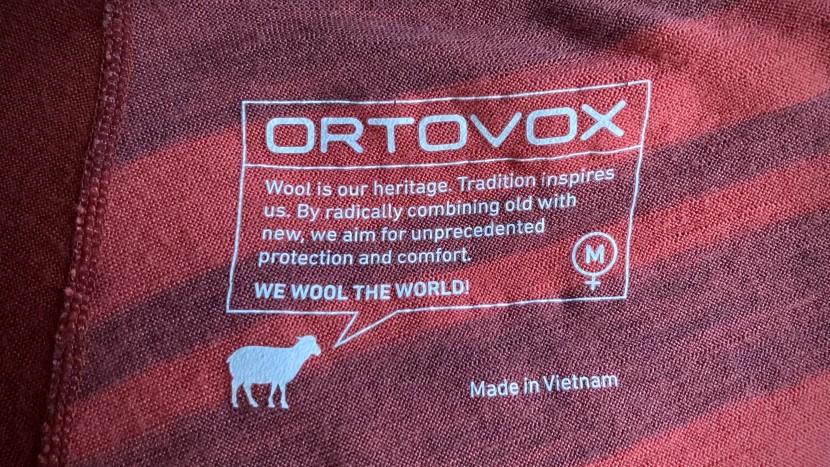 ORTOVOX
Wool is our heritage. Tradition inspires
us. By radically combining old with
new, we aim for unprecedented
protection and comfort.
M
WE WOOL THE WORLD!
Made in Vietnam